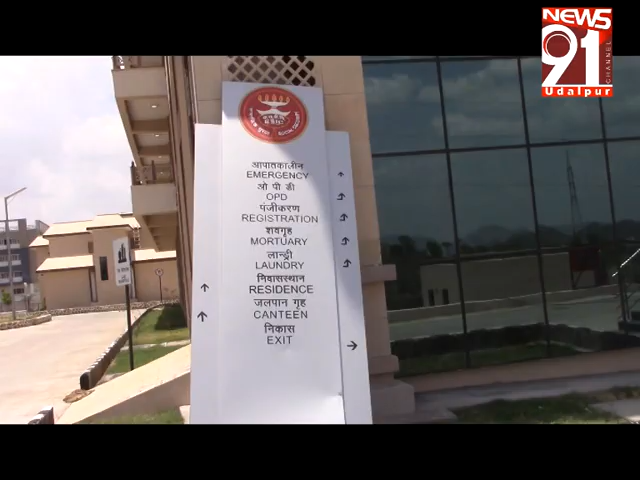 NEWS
91
CHANNEL
Udaipur
आपातकालीन
EMERGENCY
ओ पी डी
OPD
पंजीकरण
REGISTRATION
शवगृह
MORTUARY
लान्ड्री
LAUNDRY
निवासस्थान
RESIDENCE
जलपान गृह
CANTEEN
निकास
EXIT